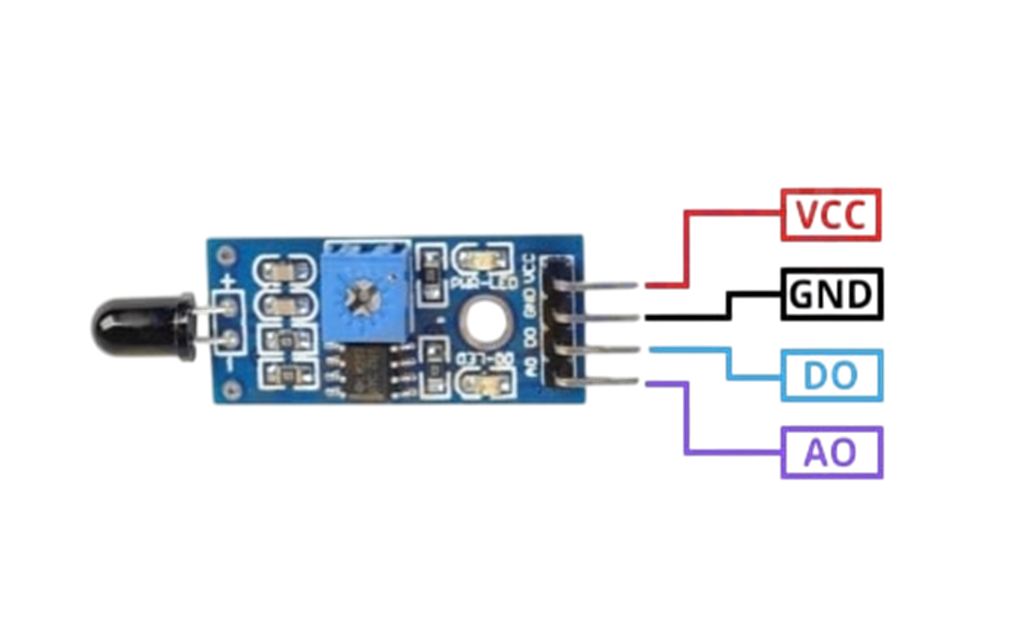 VCC
GND
DO
AO
PWR-LED
DO-LED
VCC
GND
DO
AO
+
-